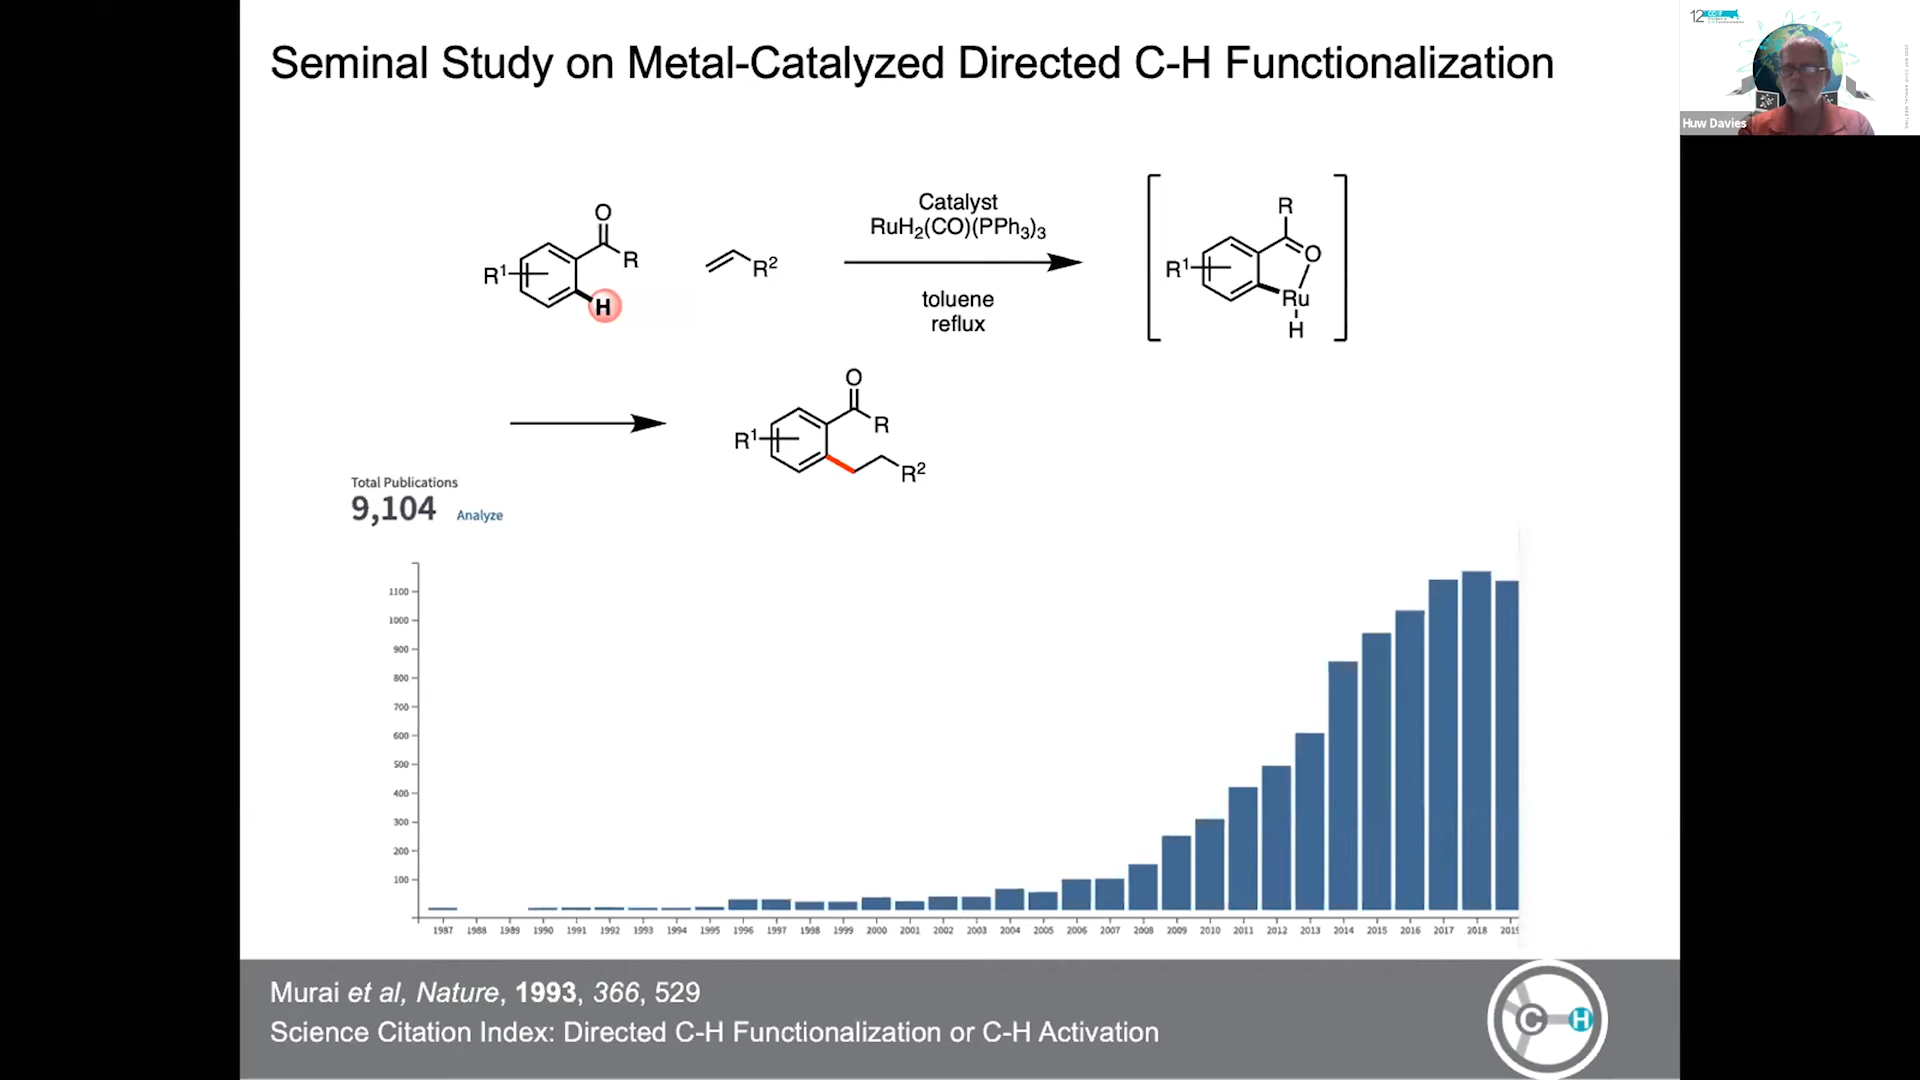 Seminal Study on Metal-Catalyzed Directed C-H Functionalization
12
Huw Davies
O
R
R¹
H
R²
Catalyst
RuH₂(CO)(PPh₃)₃
toluene
reflux
R
O
R¹
Ru
H
O
R
R¹
R²
Total Publications
9,104 Analyze
1100
1000
900
800
700
600
500
400
300
200
100
1987 1988 1989 1990 1991 1992 1993 1994 1995 1996 1997 1998 1999 2000 2001 2002 2003 2004 2005 2006 2007 2008 2009 2010 2011 2012 2013 2014 2015 2016 2017 2018 2019
Murai et al, Nature, 1993, 366, 529
Science Citation Index: Directed C-H Functionalization or C-H Activation
C H